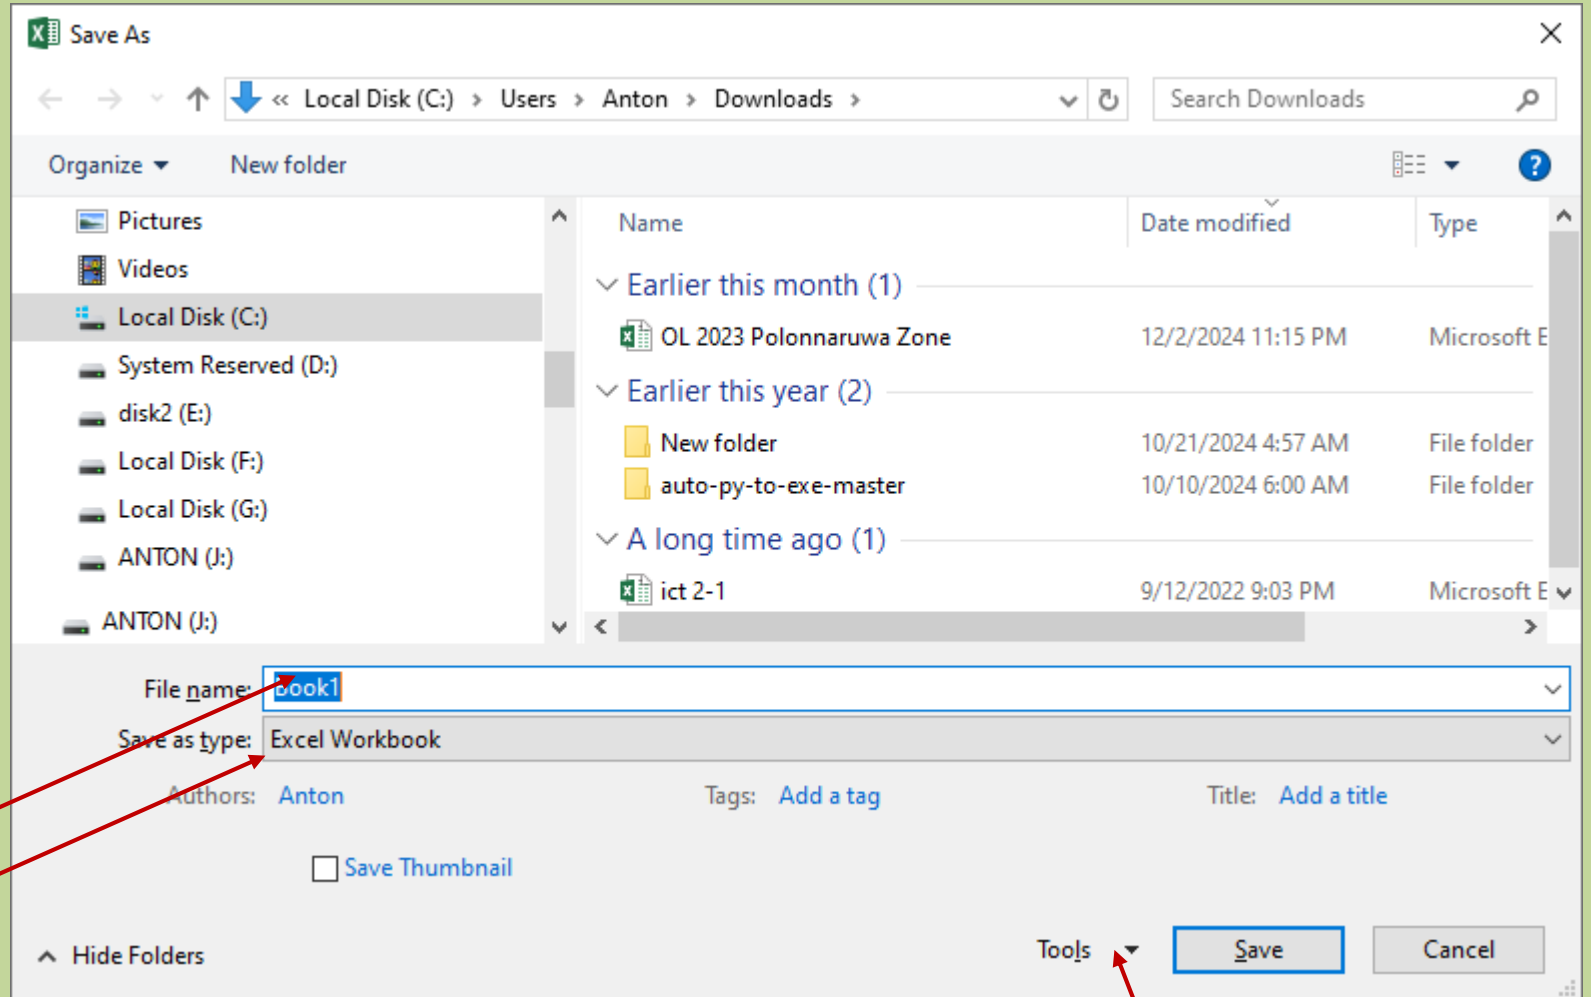 Save As
« Local Disk (C:) > Users > Anton > Downloads > Search Downloads
Organize New folder
Pictures
Videos
Local Disk (C:)
System Reserved (D:)
disk2 (E:)
Local Disk (F:)
Local Disk (G:)
ANTON (J:)
ANTON (J:)
Name Date modified Type
Earlier this month (1)
OL 2023 Polonnaruwa Zone 12/2/2024 11:15 PM Microsoft E
Earlier this year (2)
New folder 10/21/2024 4:57 AM File folder
auto-py-to-exe-master 10/10/2024 6:00 AM File folder
A long time ago (1)
ict 2-1 9/12/2022 9:03 PM Microsoft E
File name: Book1
Save as type: Excel Workbook
Authors: Anton Tags: Add a tag Title: Add a title
Save Thumbnail
Hide Folders Tools Save Cancel